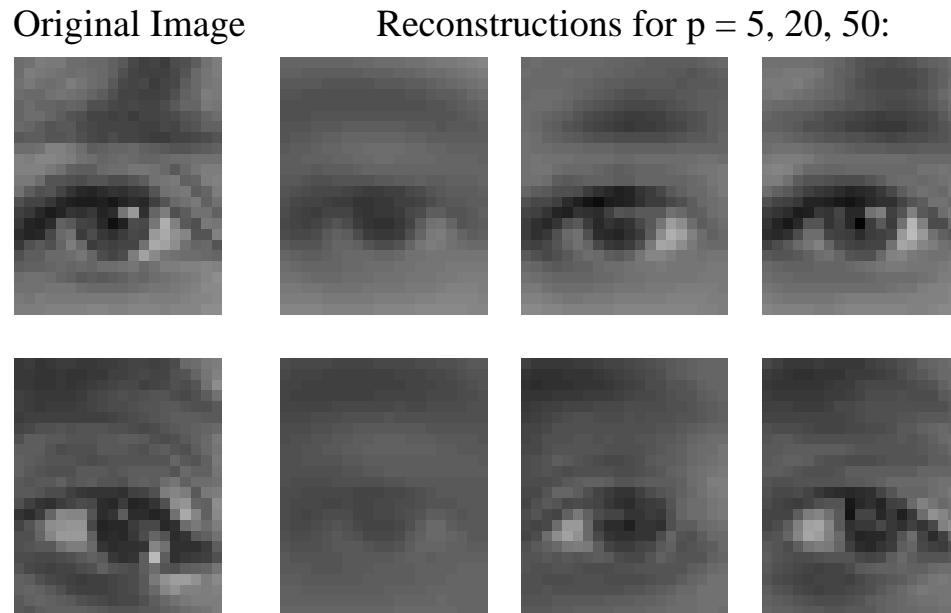 Original Image Reconstructions for p = 5, 20, 50: